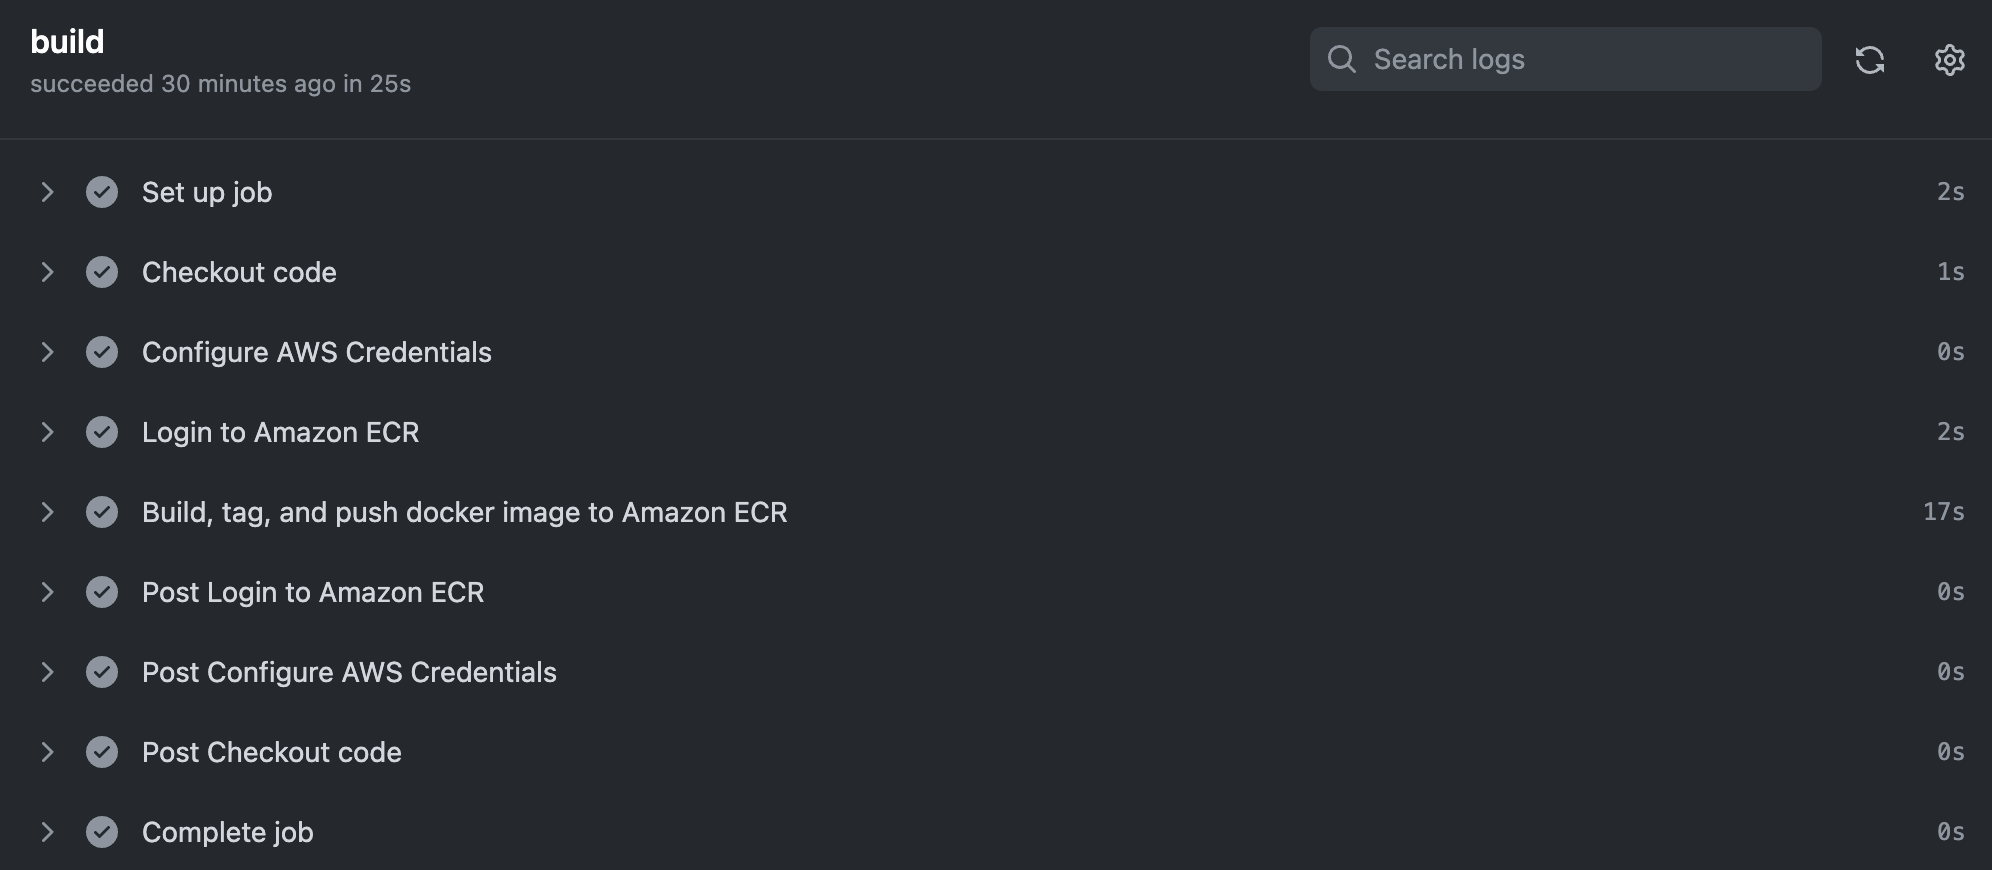 build
succeeded 30 minutes ago in 25s
Search logs
Set up job 2s
Checkout code 1s
Configure AWS Credentials 0s
Login to Amazon ECR 2s
Build, tag, and push docker image to Amazon ECR 17s
Post Login to Amazon ECR 0s
Post Configure AWS Credentials 0s
Post Checkout code 0s
Complete job 0s